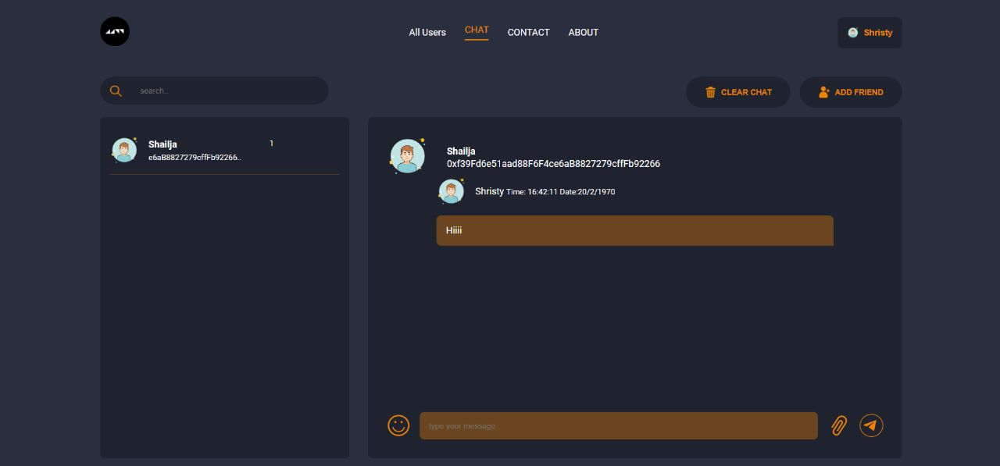 All Users CHAT CONTACT ABOUT Shristy
search.. CLEAR CHAT ADD FRIEND
Shailja 1
e6aB8827279cffFb92266..
Shailja
0xf39Fd6e51aad88F6F4ce6aB8827279cffFb92266
Shristy Time: 16:42:11 Date:20/2/1970
Hiiii
type your message